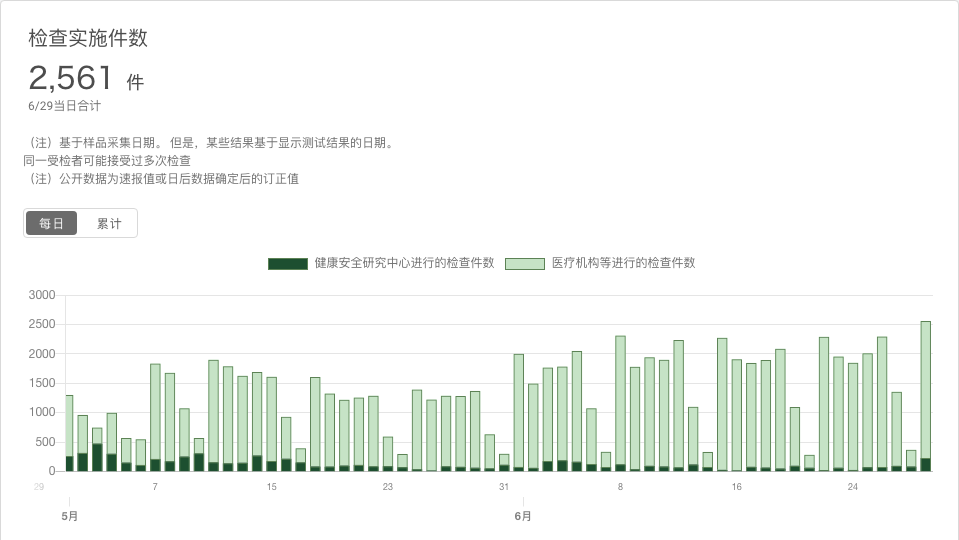 检查实施件数
2,561 件
6/29当日合计
（注）基于样品采集日期。 但是，某些结果基于显示测试结果的日期。
同一受检者可能接受过多次检查
（注）公开数据为速报值或日后数据确定后的订正值
每日 累计
健康安全研究中心进行的检查件数 医疗机构等进行的检查件数
3000
2500
2000
1500
1000
500
0
29 7 15 23 31 8 16 24
5月 6月